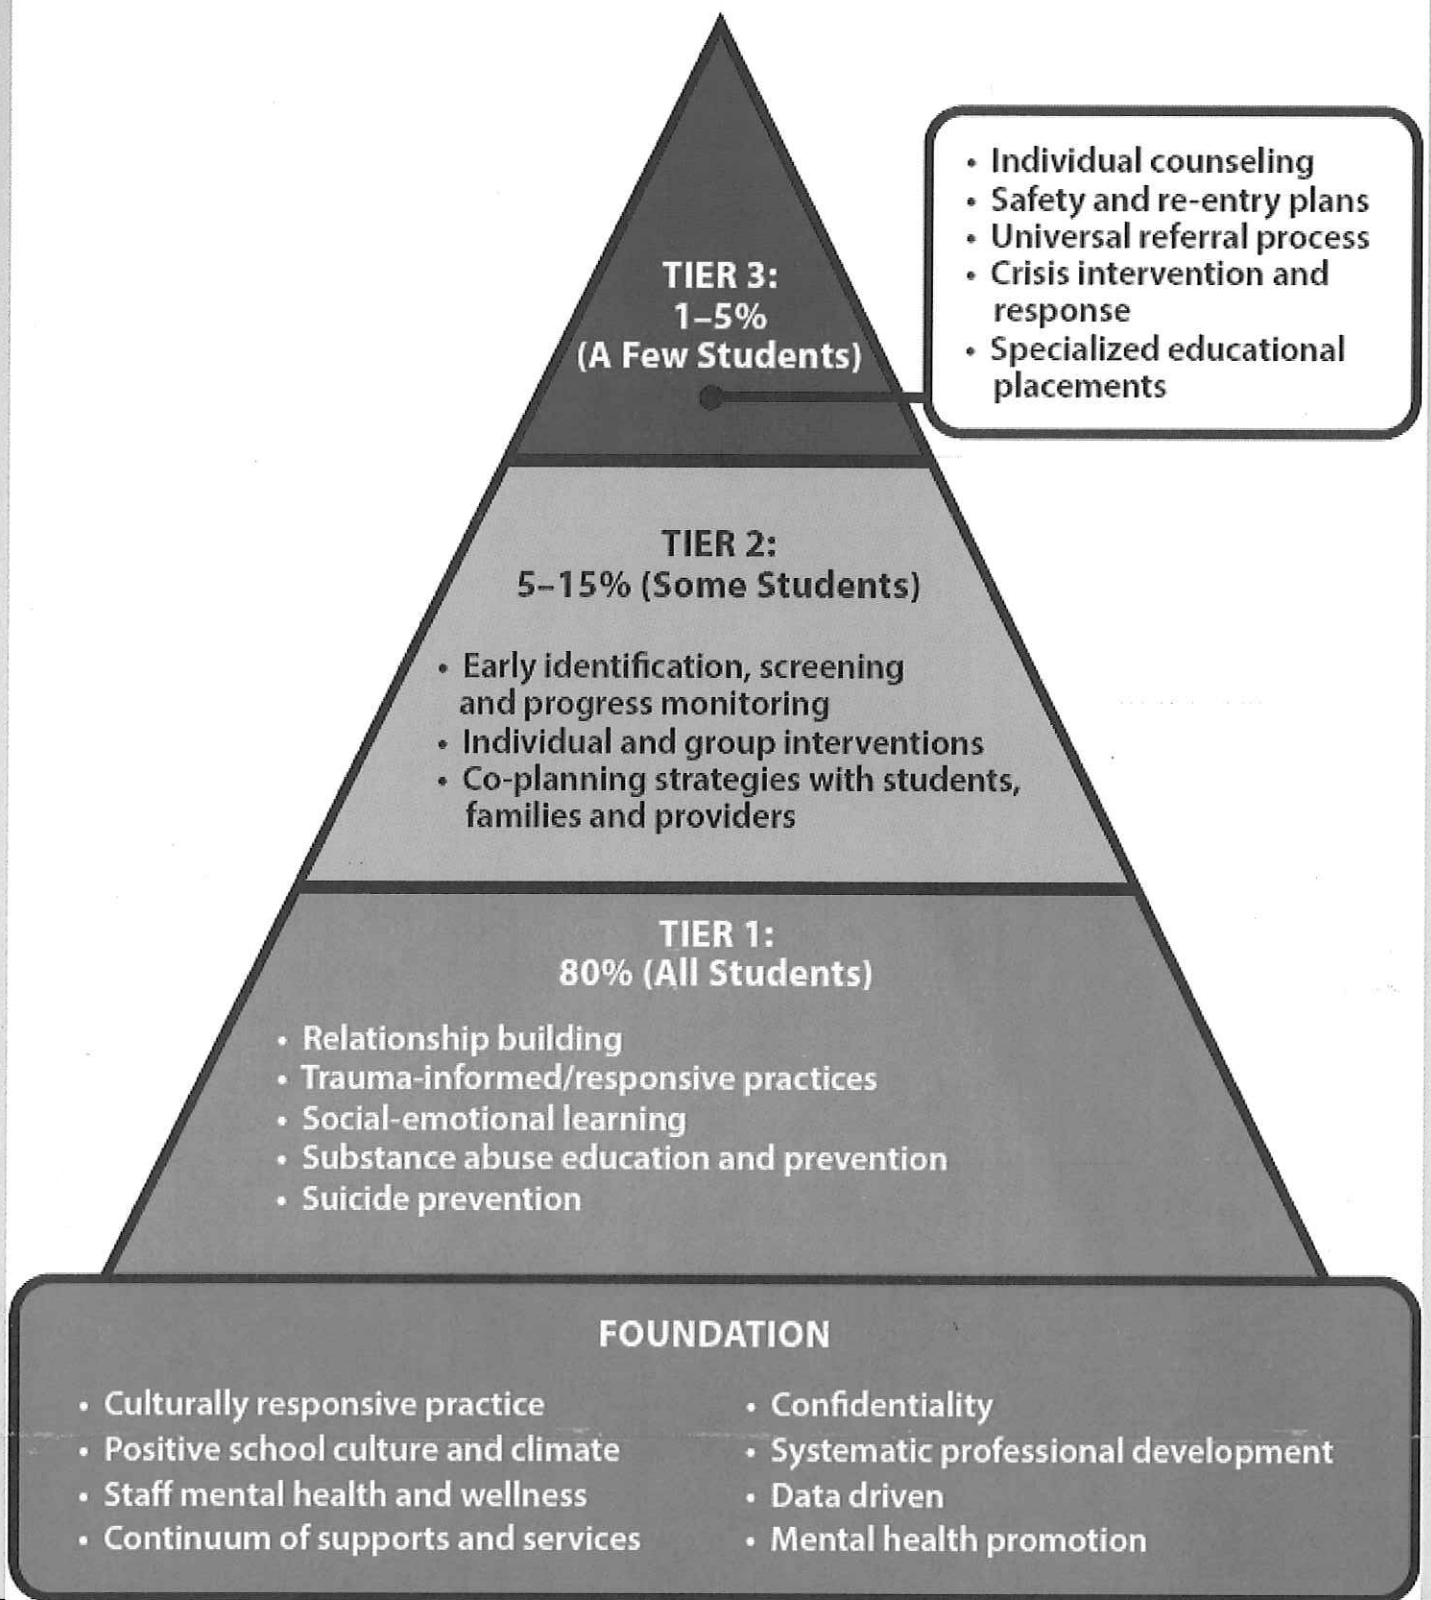 TIER 3:
1–5%
(A Few Students)
• Individual counseling
• Safety and re-entry plans
• Universal referral process
• Crisis intervention and
response
• Specialized educational
placements
TIER 2:
5–15% (Some Students)
• Early identification, screening
and progress monitoring
• Individual and group interventions
• Co-planning strategies with students,
families and providers
TIER 1:
80% (All Students)
• Relationship building
• Trauma-informed/responsive practices
• Social-emotional learning
• Substance abuse education and prevention
• Suicide prevention
FOUNDATION
• Culturally responsive practice
• Positive school culture and climate
• Staff mental health and wellness
• Continuum of supports and services
• Confidentiality
• Systematic professional development
• Data driven
• Mental health promotion